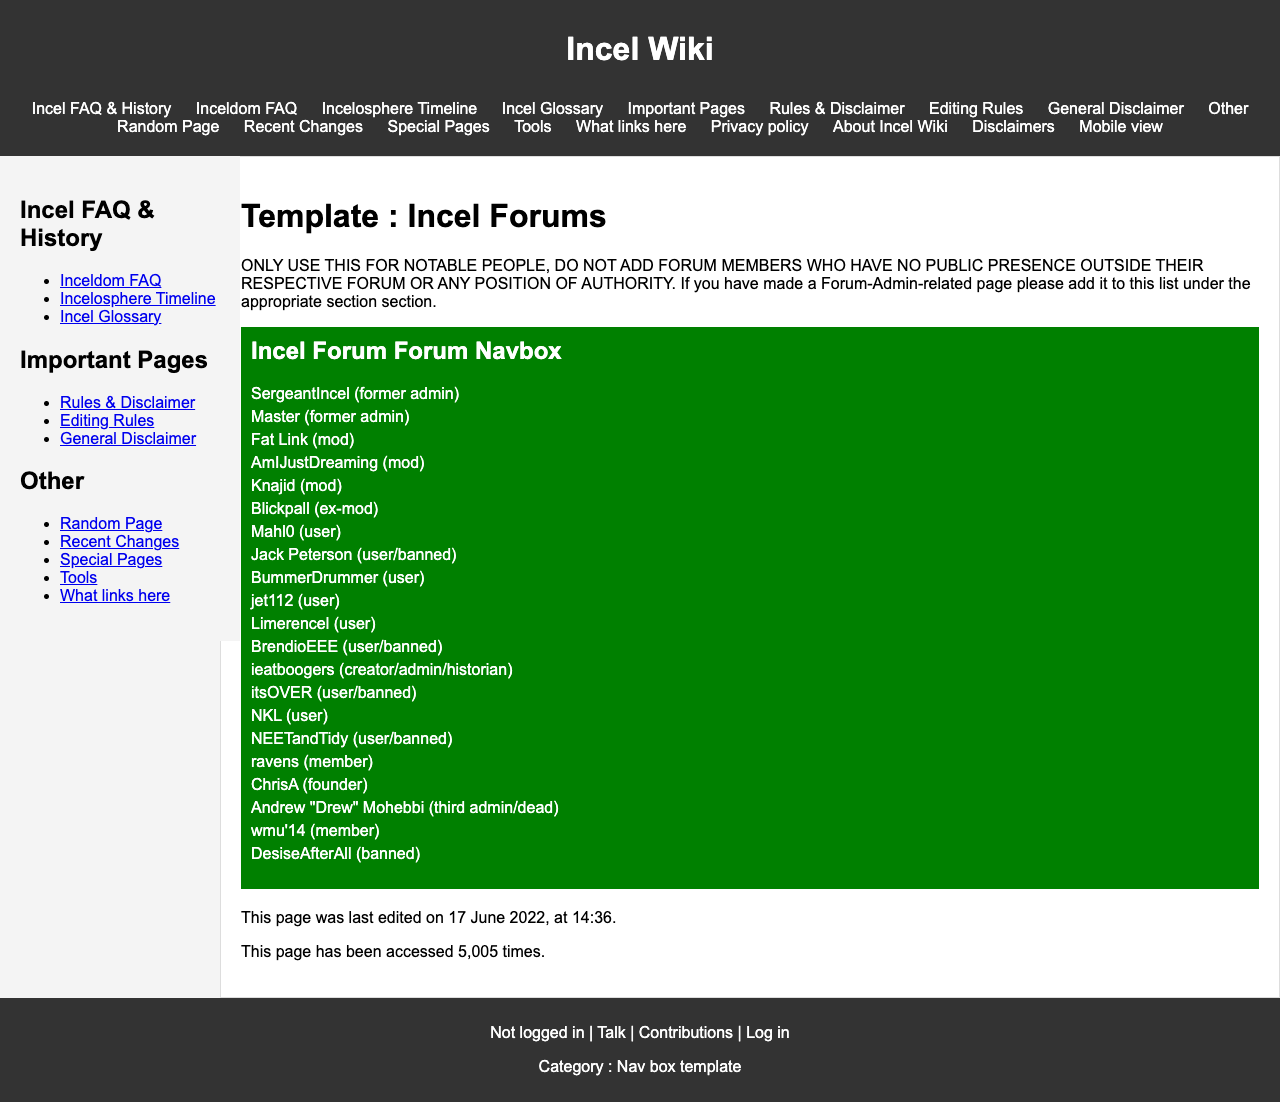 Incel Wiki
Incel FAQ & History Inceldom FAQ Incelosphere Timeline Incel Glossary Important Pages Rules & Disclaimer Editing Rules General Disclaimer Other
Random Page Recent Changes Special Pages Tools What links here Privacy policy About Incel Wiki Disclaimers Mobile view
Incel FAQ &
History
Inceldom FAQ
Incelosphere Timeline
Incel Glossary
Important Pages
Rules & Disclaimer
Editing Rules
General Disclaimer
Other
Random Page
Recent Changes
Special Pages
Tools
What links here
Template : Incel Forums
ONLY USE THIS FOR NOTABLE PEOPLE, DO NOT ADD FORUM MEMBERS WHO HAVE NO PUBLIC PRESENCE OUTSIDE THEIR
RESPECTIVE FORUM OR ANY POSITION OF AUTHORITY. If you have made a Forum-Admin-related page please add it to this list under the
appropriate section section.
Incel Forum Forum Navbox
SergeantIncel (former admin)
Master (former admin)
Fat Link (mod)
AmIJustDreaming (mod)
Knajid (mod)
Blickpall (ex-mod)
Mahl0 (user)
Jack Peterson (user/banned)
BummerDrummer (user)
jet112 (user)
Limerencel (user)
BrendioEEE (user/banned)
ieatboogers (creator/admin/historian)
itsOVER (user/banned)
NKL (user)
NEETandTidy (user/banned)
ravens (member)
ChrisA (founder)
Andrew "Drew" Mohebbi (third admin/dead)
wmu'14 (member)
DesiseAfterAll (banned)
This page was last edited on 17 June 2022, at 14:36.
This page has been accessed 5,005 times.
Not logged in | Talk | Contributions | Log in
Category : Nav box template